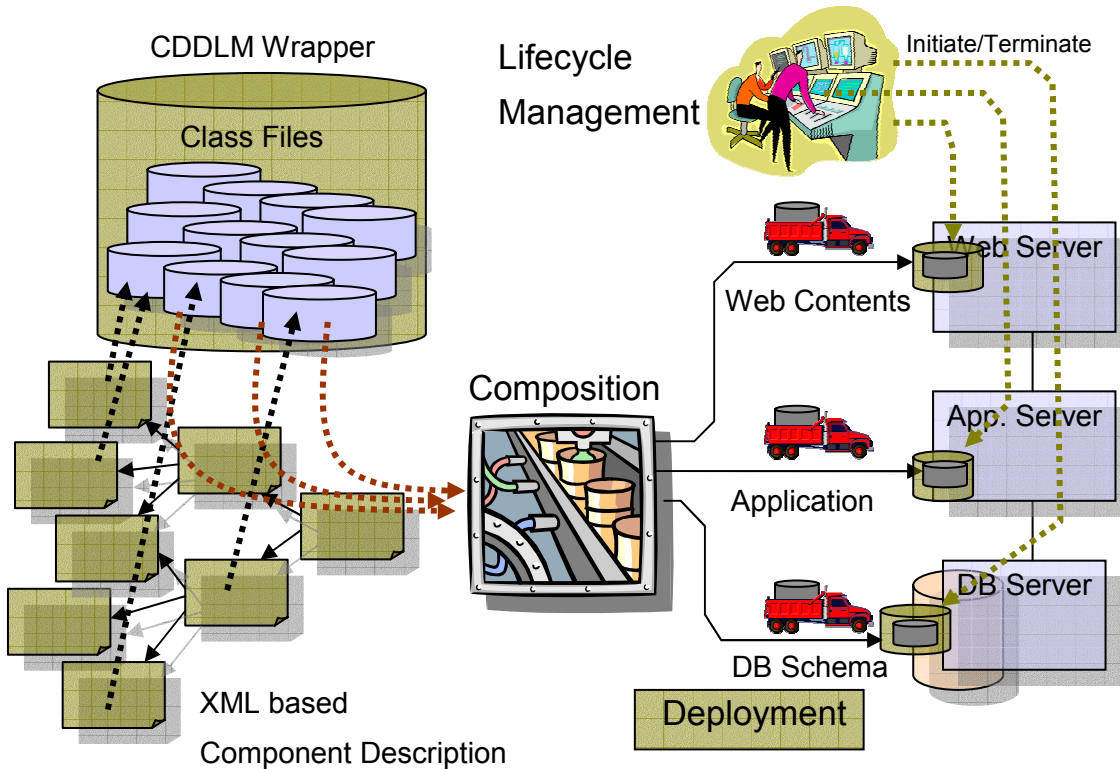 CDDLM Wrapper
Class Files
Lifecycle
Management
Initiate/Terminate
Web Server
Web Contents
Composition
App. Server
Application
DB Server
DB Schema
Deployment
XML based
Component Description